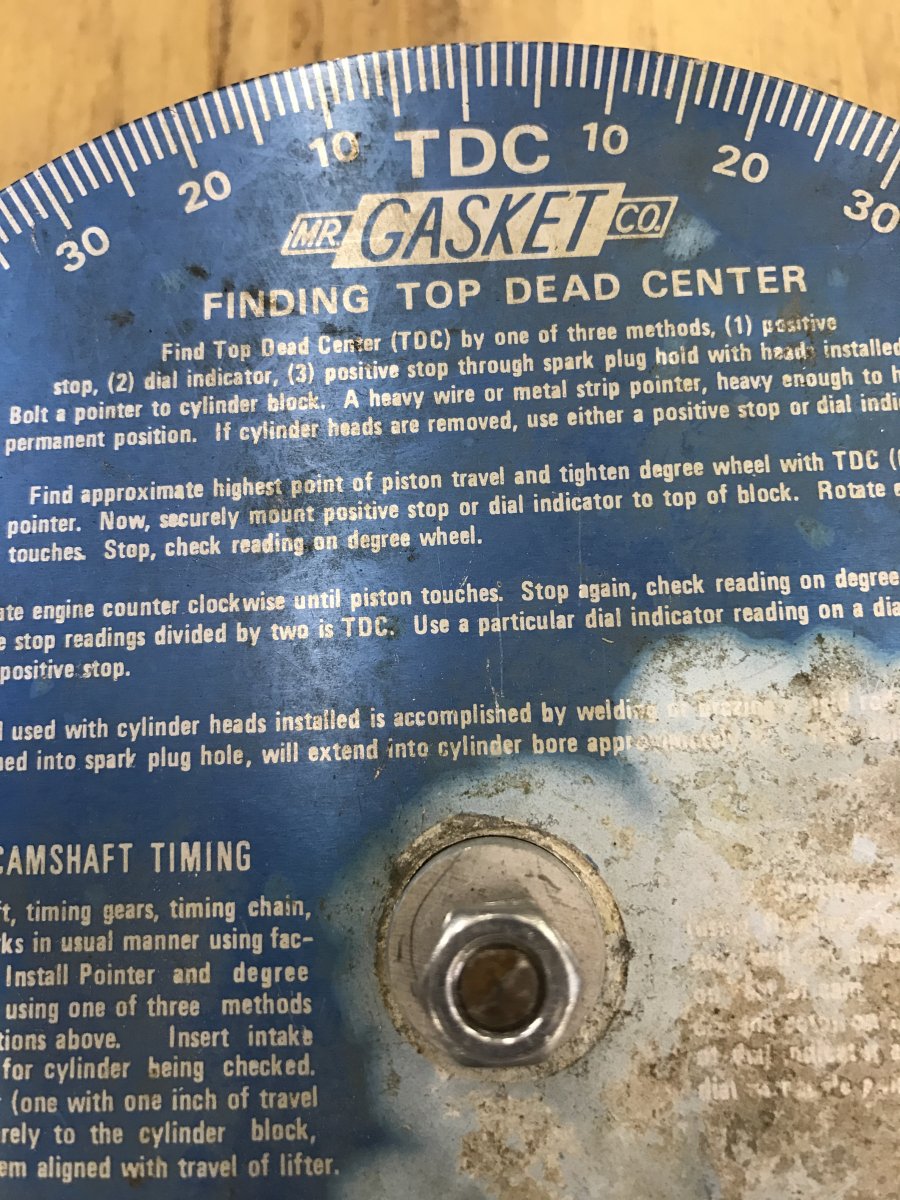 10 TDC 10
20 20
30 30
MR. GASKET CO.
FINDING TOP DEAD CENTER
Find Top Dead Center (TDC) by one of three methods, (1) positive
stop, (2) dial indicator, (3) positive stop through spark plug hold with heads installed
Bolt a pointer to cylinder block. A heavy wire or metal strip pointer, heavy enough to h
permanent position. If cylinder heads are removed, use either a positive stop or dial indi
Find approximate highest point of piston travel and tighten degree wheel with TDC (
pointer. Now, securely mount positive stop or dial indicator to top of block. Rotate e
touches. Stop, check reading on degree wheel.
ate engine counter clockwise until piston touches. Stop again, check reading on degree
e stop readings divided by two is TDC. Use a particular dial indicator reading on a dia
positive stop.
l used with cylinder heads installed is accomplished by welding or
ned into spark plug hole, will extend into cylinder bore approximately
CAMSHAFT TIMING
ft, timing gears, timing chain,
ks in usual manner using fac-
Install Pointer and degree
using one of three methods
tions above. Insert intake
for cylinder being checked.
r (one with one inch of travel
rely to the cylinder block,
em aligned with travel of lifter.